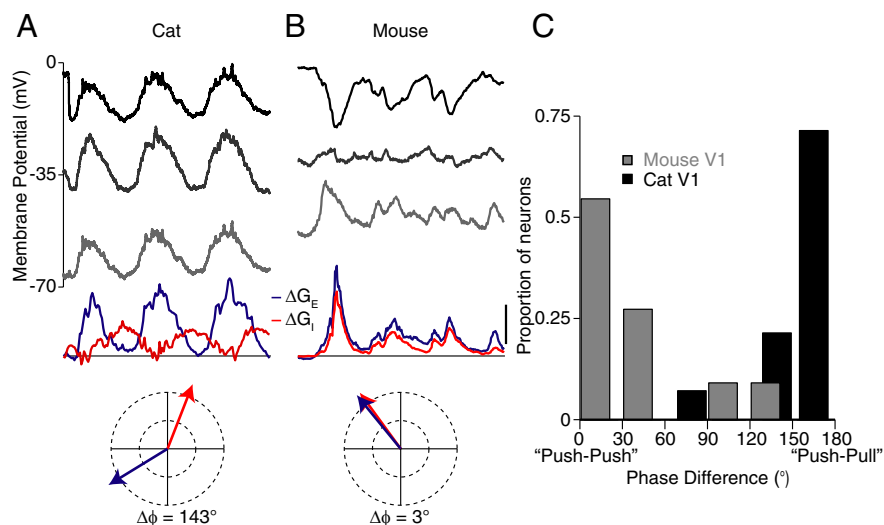 A
Cat
0
-35
-70
Membrane Potential (mV)
Δϕ = 143°
B
Mouse
ΔG_E
ΔG_I
Δϕ = 3°
C
0.75
0.5
0.25
0
Proportion of neurons
Mouse V1
Cat V1
0 30 60 90 120 150 180
“Push-Push” “Push-Pull”
Phase Difference (°)